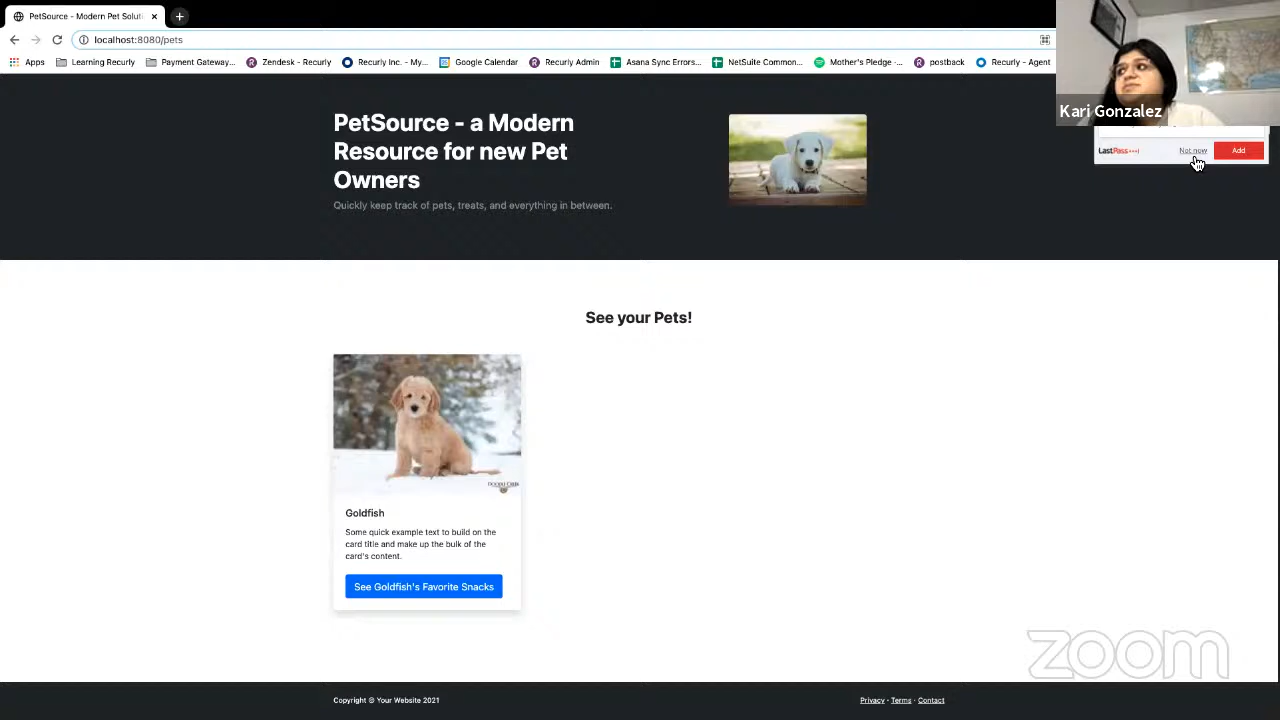 PetSource - Modern Pet Soluti
localhost:8080/pets
Apps Learning Recurly Payment Gateway... Zendesk - Recurly Recurly Inc. - My... Google Calendar Recurly Admin Asana Sync Errors... NetSuite Common... Mother's Pledge -... postback Recurly - Agent
Kari Gonzalez
LastPass
Not now
Add
PetSource - a Modern
Resource for new Pet
Owners
Quickly keep track of pets, treats, and everything in between.
See your Pets!
Goldfish
Some quick example text to build on the
card title and make up the bulk of the
card's content.
See Goldfish's Favorite Snacks
zoom
Copyright © Your Website 2021
Privacy · Terms · Contact